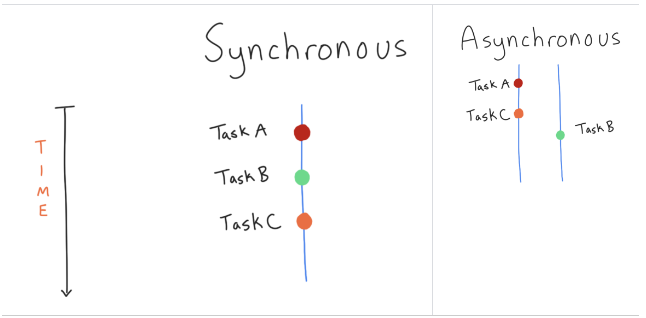 Synchronous
Task A
Task B
Task C
TIME
Asynchronous
Task A
Task C
Task B